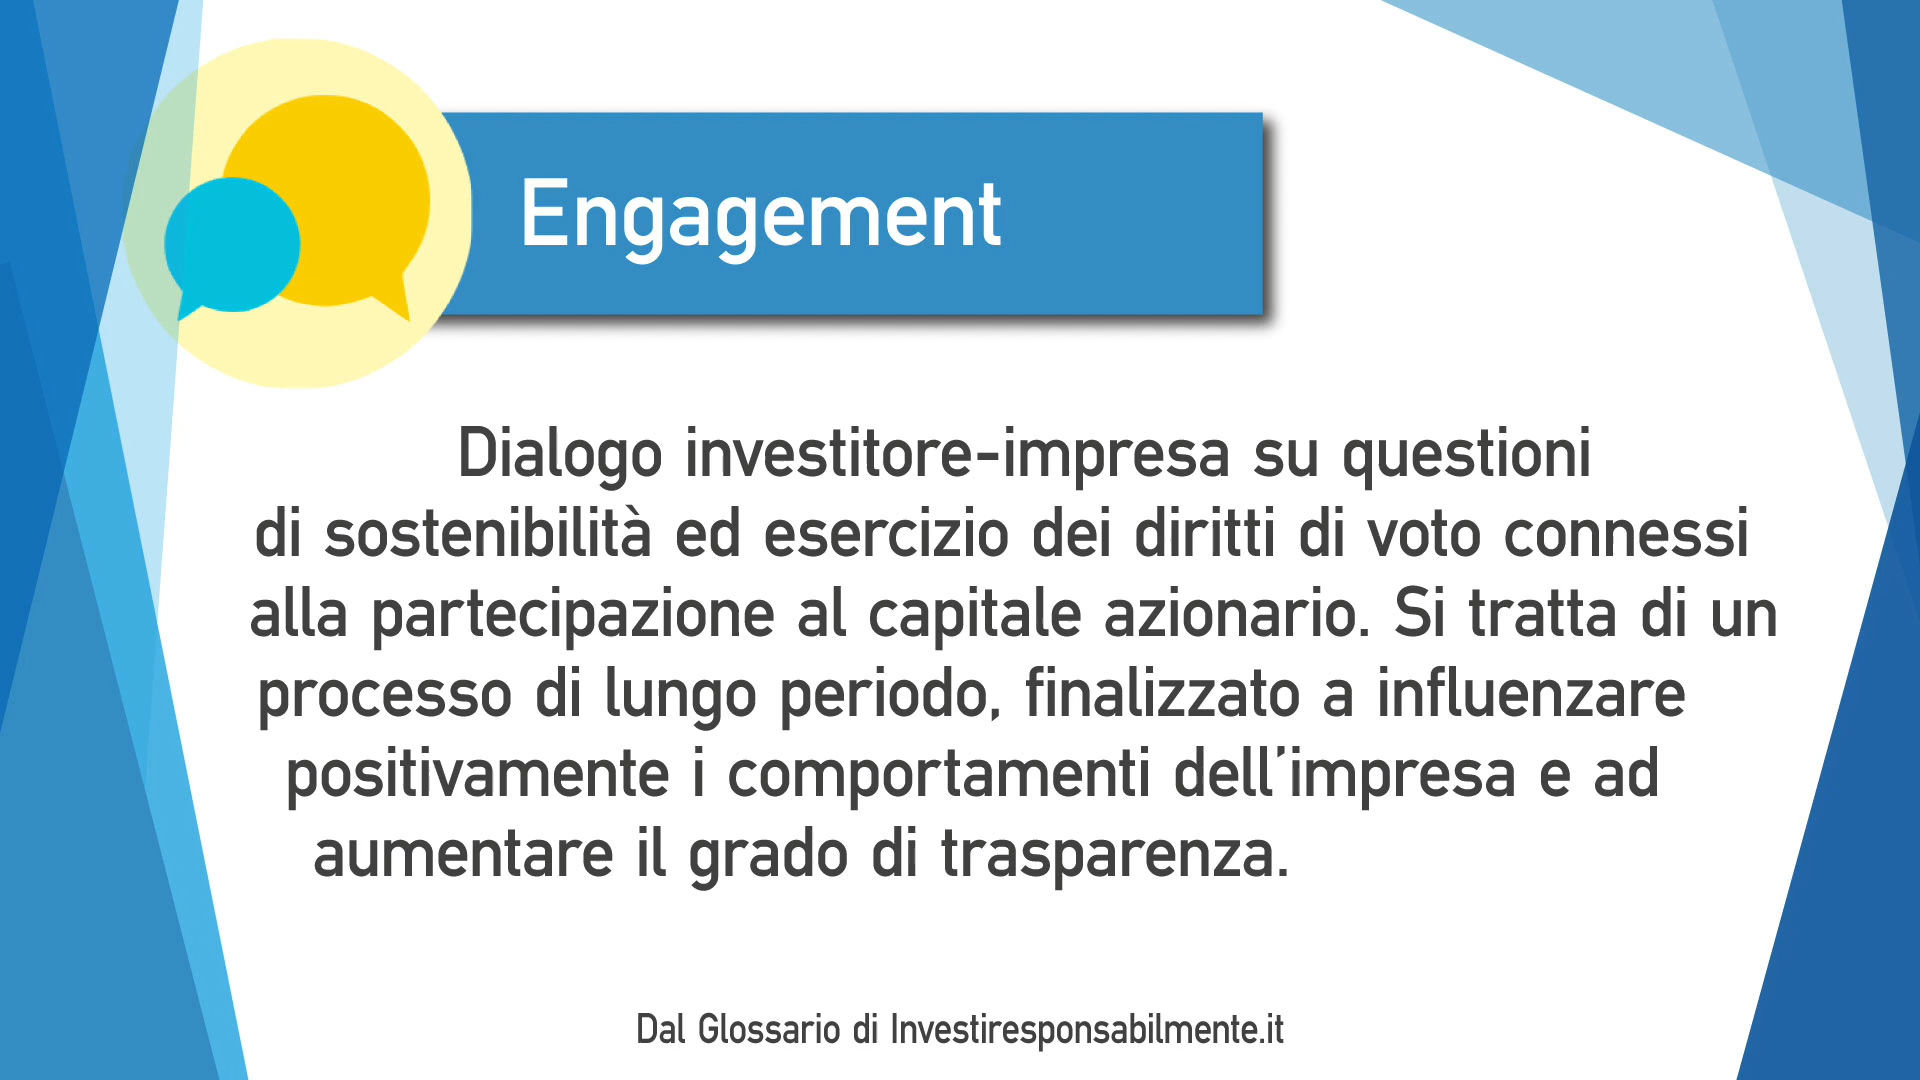 Engagement
Dialogo investitore-impresa su questioni
di sostenibilità ed esercizio dei diritti di voto connessi
alla partecipazione al capitale azionario. Si tratta di un
processo di lungo periodo, finalizzato a influenzare
positivamente i comportamenti dell’impresa e ad
aumentare il grado di trasparenza.
Dal Glossario di Investiresponsabilmente.it